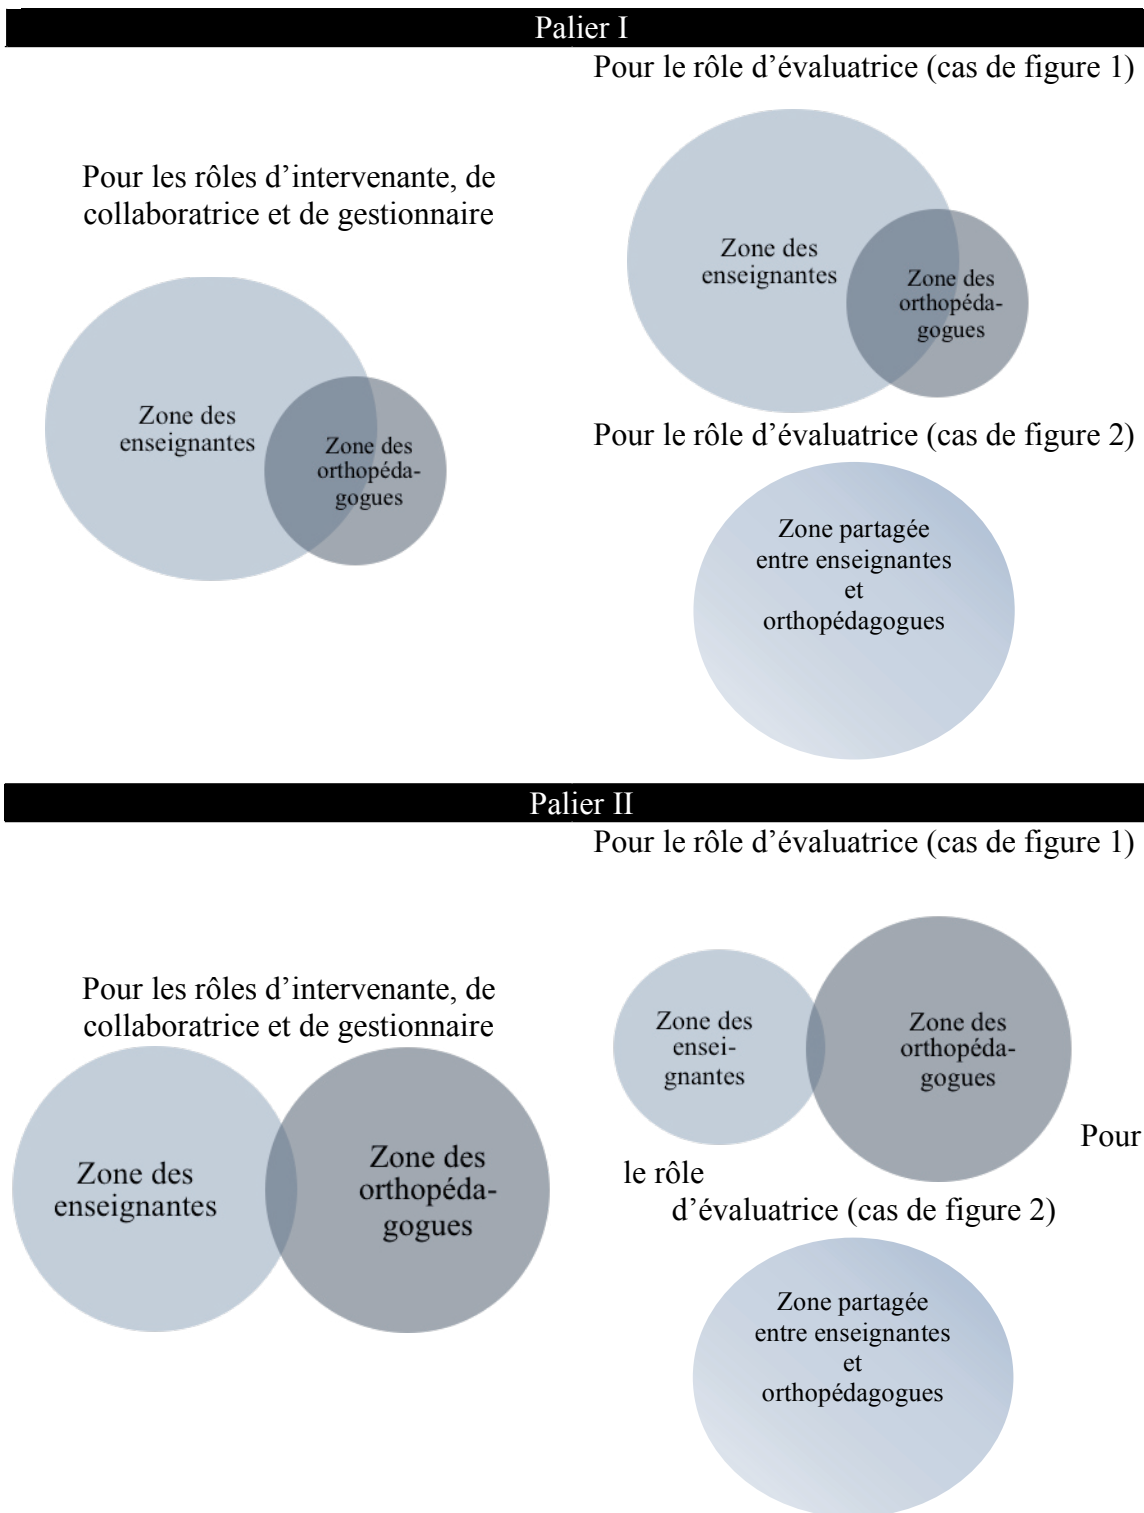 Palier I
Pour les rôles d'intervenante, de
collaboratrice et de gestionnaire
Zone des
enseignantes
Zone des
orthopéda-
gogues
Pour le rôle d'évaluatrice (cas de figure 1)
Zone des
enseignantes
Zone des
orthopéda-
gogues
Pour le rôle d'évaluatrice (cas de figure 2)
Zone partagée
entre enseignantes
et
orthopédagogues
Palier II
Pour les rôles d'intervenante, de
collaboratrice et de gestionnaire
Zone des
enseignantes
Zone des
orthopéda-
gogues
Pour le rôle d'évaluatrice (cas de figure 1)
Zone des
ensei-
gnantes
Zone des
orthopéda-
gogues
Pour
le rôle
d'évaluatrice (cas de figure 2)
Zone partagée
entre enseignantes
et
orthopédagogues